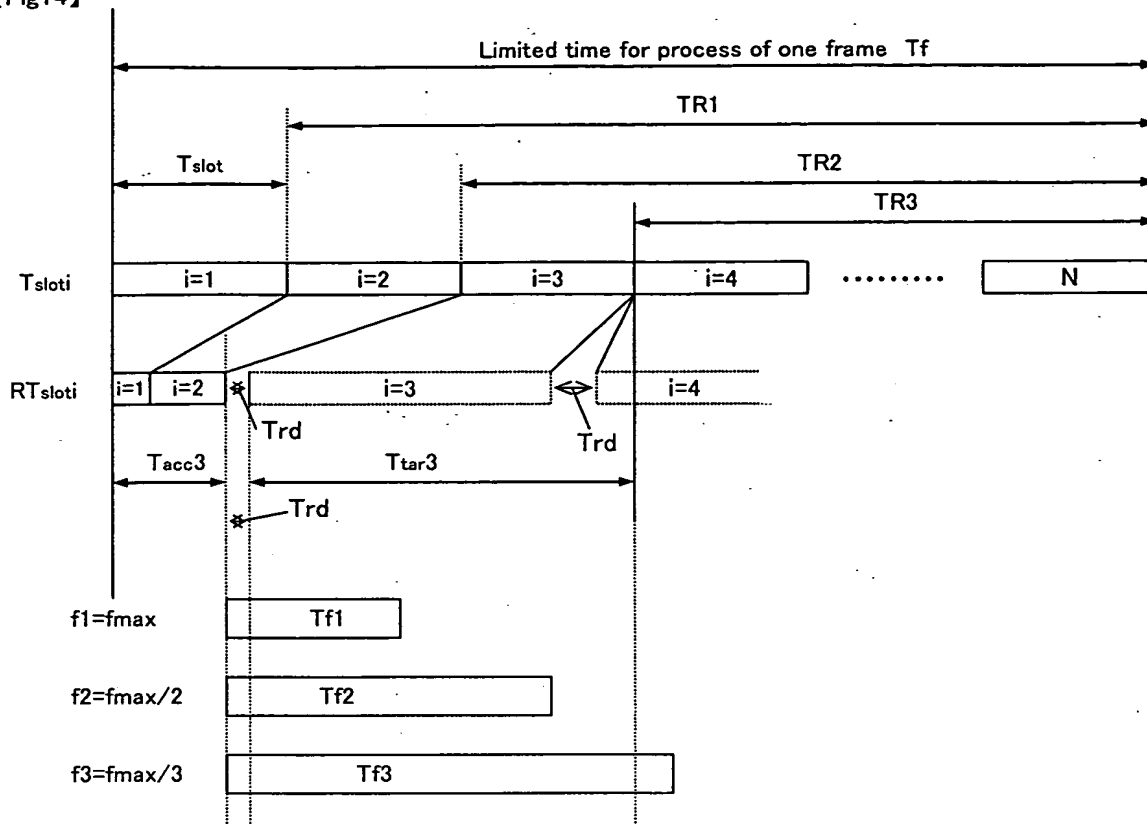 【Fig14】
Limited time for process of one frame Tf
TR1
Tslot TR2
TR3
Tsloti i=1 i=2 i=3 i=4 ········· N
RTsloti i=1 i=2 i=3 i=4
Trd Trd
Tacc3 Ttar3
Trd
f1=fmax Tf1
f2=fmax/2 Tf2
f3=fmax/3 Tf3